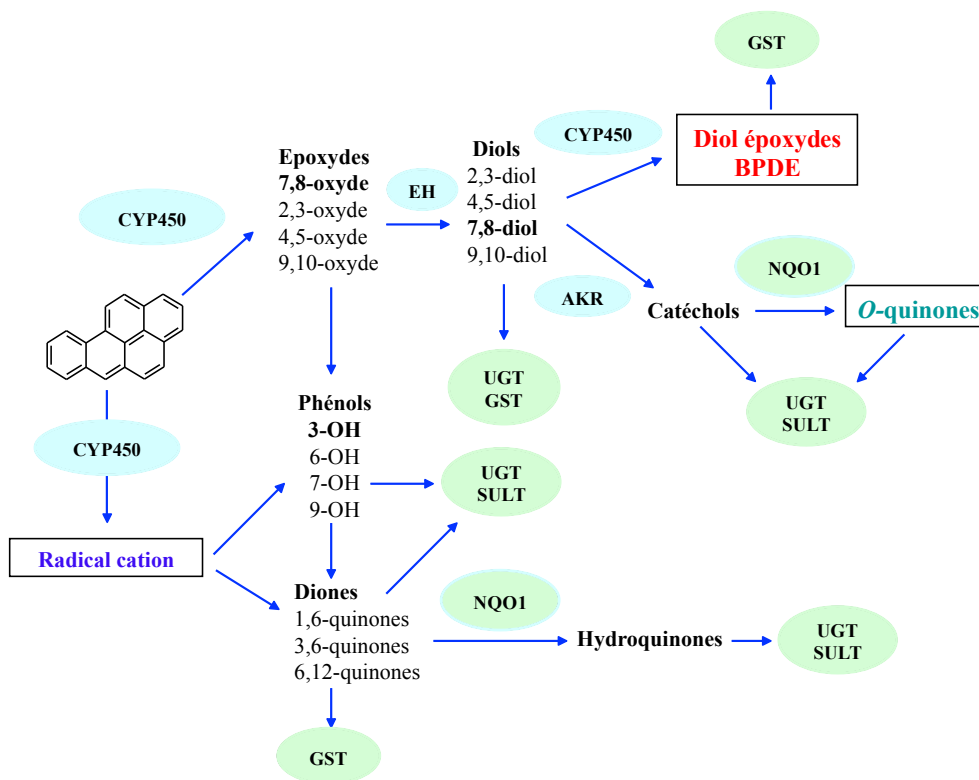 GST
CYP450
Diol époxydes
BPDE
Epoxydes
7,8-oxyde
2,3-oxyde
4,5-oxyde
9,10-oxyde
EH
Diols
2,3-diol
4,5-diol
7,8-diol
9,10-diol
CYP450
NQO1
AKR
Catéchols
O-quinones
UGT
GST
UGT
SULT
Phénols
3-OH
6-OH
7-OH
9-OH
CYP450
UGT
SULT
Radical cation
Diones
1,6-quinones
3,6-quinones
6,12-quinones
NQO1
Hydroquinones
UGT
SULT
GST